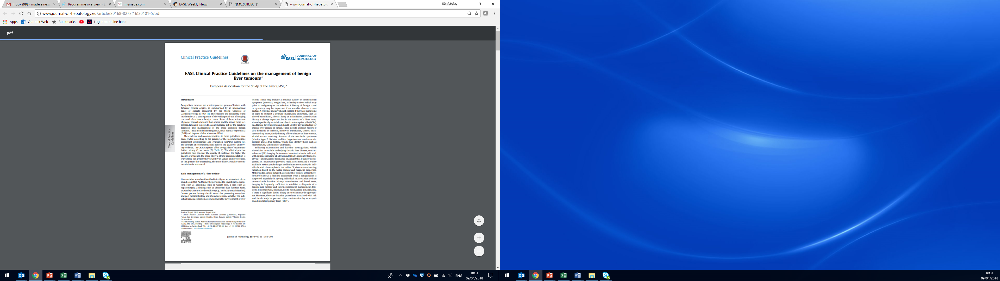 Inbox (99) - madeleine.w
Programme overview - E
m-anage.com
EASL Weekly News
*|MC:SUBJECT|*
www.journal-of-hepatolo
Madeleine
www.journal-of-hepatology.eu/article/S0168-8278(16)30101-5/pdf
Apps
Outlook Web
Bookmarks
Log in to online bank
pdf
Clinical Practice Guidelines
CrossMark
EASL
JOURNAL OF
HEPATOLOGY
EASL Clinical Practice Guidelines on the management of benign
liver tumours☆
European Association for the Study of the Liver (EASL)*
Clinical Practice
Guidelines
Introduction
Benign liver tumours are a heterogeneous group of lesions with
different cellular origins, as summarized by an international
panel of experts sponsored by the World Congress of
Gastroenterology in 1994 [1]. These lesions are frequently found
incidentally as a consequence of the widespread use of imaging
tests and often have a benign course. Some of these lesions are
of greater clinical relevance than others, and the aim of these rec-
ommendations is to provide a contemporary aid for the practical
diagnosis and management of the more common benign
tumours. These include haemangiomas, focal nodular hyperplasia
(FNH) and hepatocellular adenoma (HCA).
The evidence and recommendations in these guidelines have
been graded according to the grading of the recommendations
assessment development and evaluation (GRADE) system [2].
The strength of recommendations reflects the quality of underly-
ing evidence. The GRADE system offers two grades of recommen-
dation: strong (1) or weak (2) (Table 1). The clinical practice
guidelines thus consider the quality of evidence: the higher the
quality of evidence, the more likely a strong recommendation is
warranted; the greater the variability in values and preferences,
or the greater the uncertainty, the more likely a weaker recom-
mendation is warranted.
Basic management of a 'liver nodule'
Liver nodules are often identified initially on an abdominal ultra-
sound scan (US). An US may be performed to investigate a symp-
tom, such as abdominal pain or weight loss, a sign such as
hepatomegaly, a finding such as abnormal liver function tests,
or possibly an unrelated condition (e.g., a urinary tract infection).
Current patient history should cover the presenting complaint
and past medical history and should determine whether the indi-
vidual has any condition associated with the development of liver
lesions. These may include a previous cancer or constitutional
symptoms (anorexia, weight loss, asthenia) or fever which may
point to malignancy or an infection. A history of foreign travel
or dysentery may be important if an amoebic abscess is sus-
pected. A systemic enquiry should explore if there are symptoms
or signs to support a primary malignancy elsewhere, such as
altered bowel habit, a breast lump or a skin lesion. A medication
history is always important, but in the context of a 'liver lump'
should specifically establish use of oral contraceptive pills (OCPs).
In addition, direct questioning should identify any risk factors for
chronic liver disease or cancer. These include a known history of
viral hepatitis or cirrhosis, history of transfusion, tattoos, intra-
venous drug abuse, family history of liver disease or liver tumour,
alcohol excess, smoking, features of the metabolic syndrome
(obesity, type 2 diabetes mellitus, hypertension, cardiovascular
disease) and a drug history, which may identify those such as
methotrexate, tamoxifen or androgens.
Following examination and baseline investigations, which
should aim to exclude underlying chronic liver disease, contrast
enhanced (CE) imaging for tumour characterization is indicated,
with options including CE ultrasound (CEUS), computer tomogra-
phy (CT) and magnetic resonance imaging (MRI). If cancer is sus-
pected, a CT scan would provide a rapid assessment and is widely
available. MRI may take longer and induces more anxiety in indi-
viduals with claustrophobia, but unlike CT, does not use ionizing
radiation. Based on the water content and magnetic properties,
MRI provides a more detailed assessment of tissues. MRI is there-
fore preferable as a first line assessment when a benign lesion is
suspected, especially in a young individual. In association with an
unremarkable baseline history, examination and blood tests,
imaging is frequently sufficient to establish a diagnosis of a
benign liver tumour and inform subsequent management deci-
sions. It is important, however, not to misdiagnose a malignancy.
If there is significant doubt, biopsy or resection may be appropri-
ate. However, these are invasive procedures associated with risk
and should only be pursued after consideration by an experi-
enced multidisciplinary team (MDT).
Received 5 April 2016; accepted 5 April 2016
☆ Clinical Practice Guideline Panel: Massimo Colombo (Chairman), Alejandro
Forner, Jan Ijzermans, Valérie Paradis, Helen Reeves, Valérie Vilgrain, Jessica
Zucman-Rossi.
* Corresponding author. Address: European Association for the Study of the Liver
(EASL), The EASL Building – Home of European Hepatology, 7 rue Daubin, CH
1203 Geneva, Switzerland. Tel.: +41 (0) 22 807 03 60; fax: +41 (0) 22 328 07 24.
E-mail address: easloffice@easloffice.eu.
ELSEVIER
Journal of Hepatology 2016 vol. 65 | 386–398
ENG
18:31
09/04/2018
18:31
09/04/2018